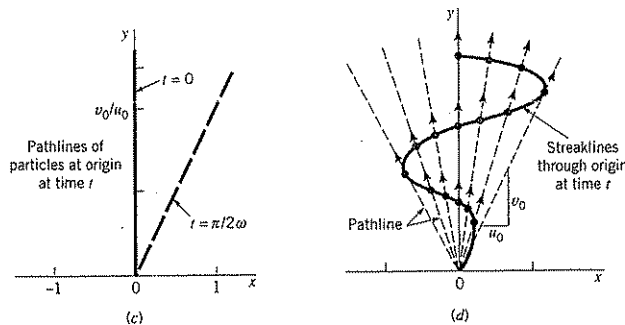 y
t = 0
v0/u0
Pathlines of
particles at origin
at time t
t = π/2ω
-1
0
1
x
(c)
y
Streaklines
through origin
at time t
v0
u0
Pathline
0
x
(d)